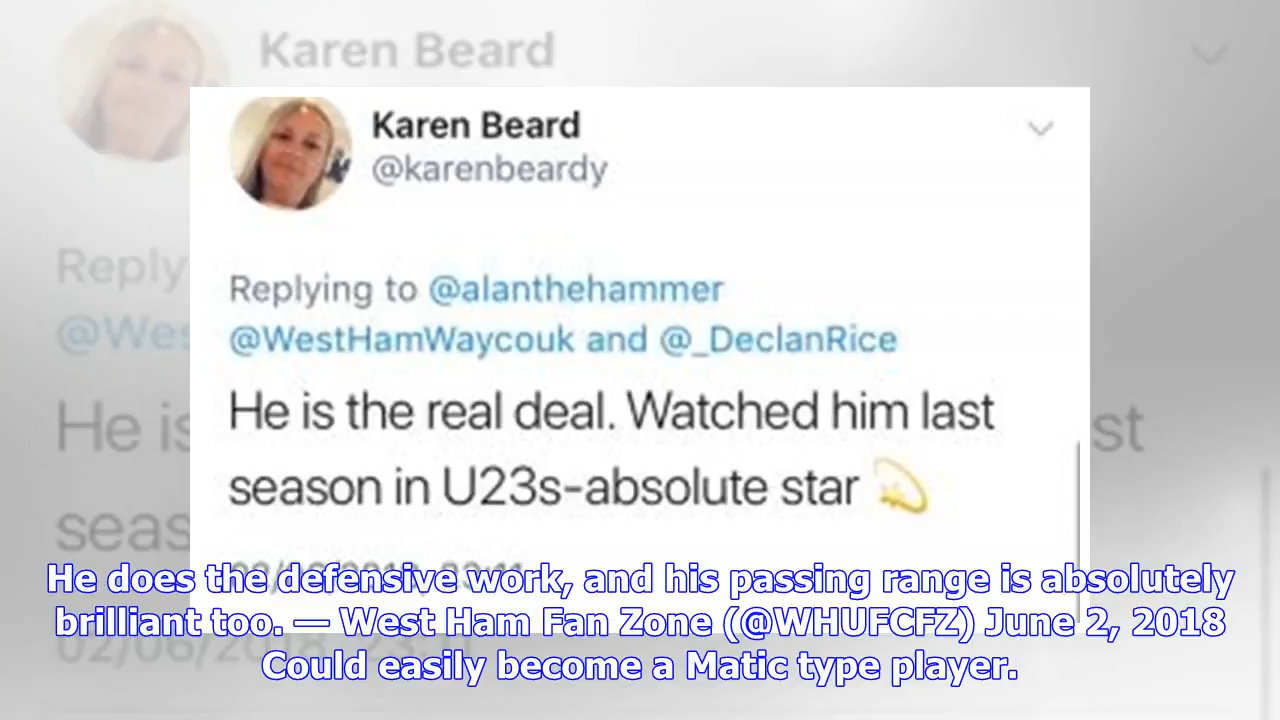 Karen Beard
Karen Beard
@karenbeardy
Replying to @alanthehammer
@WestHamWaycouk and @_DeclanRice
He is the real deal. Watched him last
season in U23s-absolute star 💫
He does the defensive work, and his passing range is absolutely
brilliant too. — West Ham Fan Zone (@WHUFCFZ) June 2, 2018
Could easily become a Matic type player.